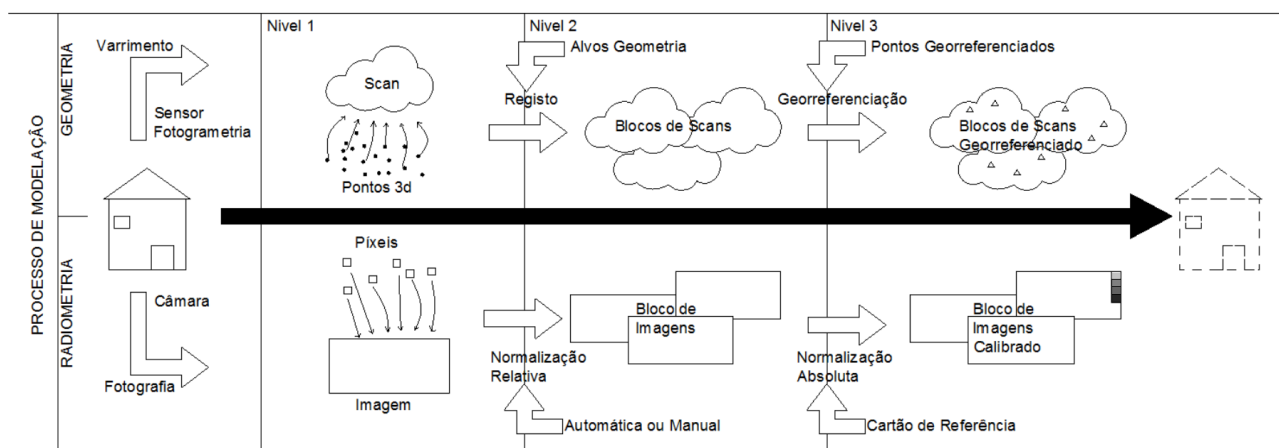 PROCESSO DE MODELAÇÃO
GEOMETRIA
RADIOMETRIA
Nivel 1
Nivel 2
Nivel 3
Varrimento
Sensor
Fotogrametria
Scan
Pontos 3d
Alvos Geometria
Registo
Blocos de Scans
Pontos Georreferenciados
Georreferenciação
Blocos de Scans
Georreferenciado
Câmara
Fotografia
Píxeis
Imagem
Normalização
Relativa
Automática ou Manual
Bloco de
Imagens
Normalização
Absoluta
Cartão de Referência
Bloco de
Imagens
Calibrado